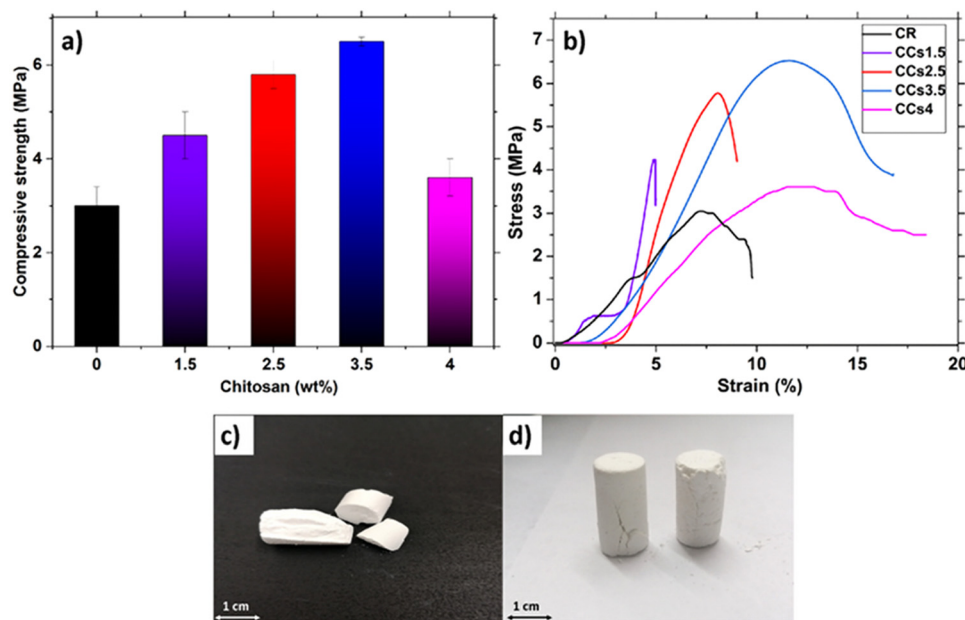 a)
Compressive strength (MPa)
6
4
2
0
0 1.5 2.5 3.5 4
Chitosan (wt%)
b)
CR
CCs1.5
CCs2.5
CCs3.5
CCs4
Stress (MPa)
7
6
5
4
3
2
1
0
0 5 10 15 20
Strain (%)
c)
1 cm
d)
1 cm